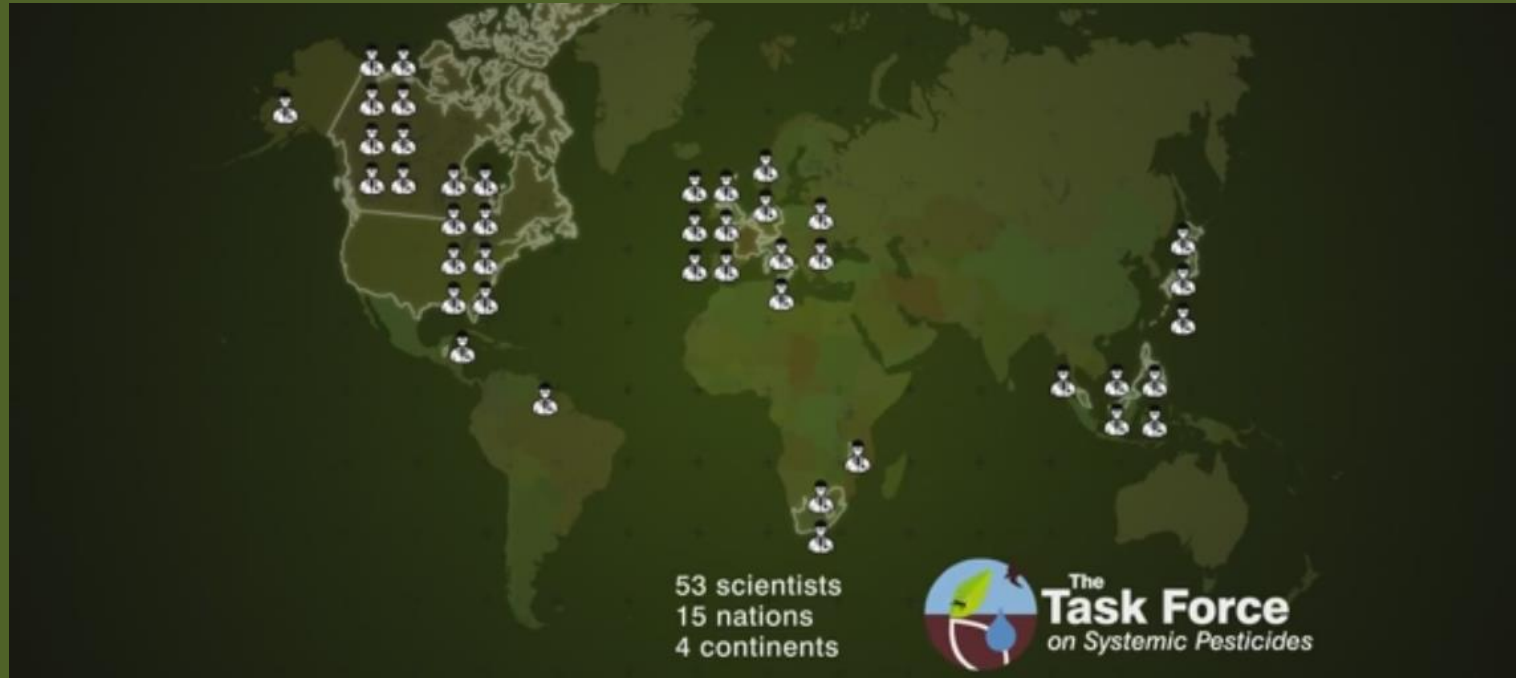 53 scientists
15 nations
4 continents
The
Task Force
on Systemic Pesticides